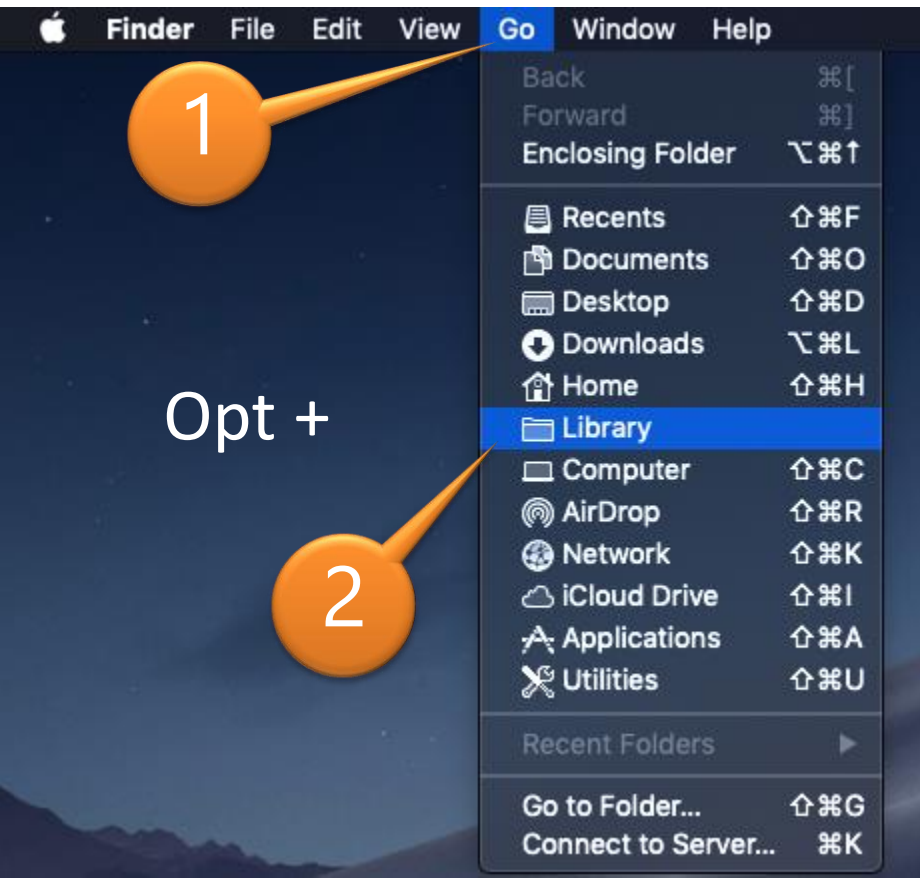 Finder File Edit View Go Window Help
1
Back ⌘[
Forward ⌘]
Enclosing Folder ⌥⌘↑
Recents ⇧⌘F
Documents ⇧⌘O
Desktop ⇧⌘D
Downloads ⌥⌘L
Home ⇧⌘H
Opt +
Library
Computer ⇧⌘C
AirDrop ⇧⌘R
Network ⇧⌘K
2
iCloud Drive ⇧⌘I
Applications ⇧⌘A
Utilities ⇧⌘U
Recent Folders ▶
Go to Folder... ⇧⌘G
Connect to Server... ⌘K